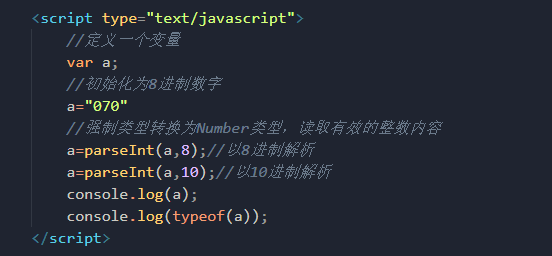 <script type="text/javascript">
//定义一个变量
var a;
//初始化为8进制数字
a="070"
//强制类型转换为Number类型，读取有效的整数内容
a=parseInt(a,8);//以8进制解析
a=parseInt(a,10);//以10进制解析
console.log(a);
console.log(typeof(a));
</script>